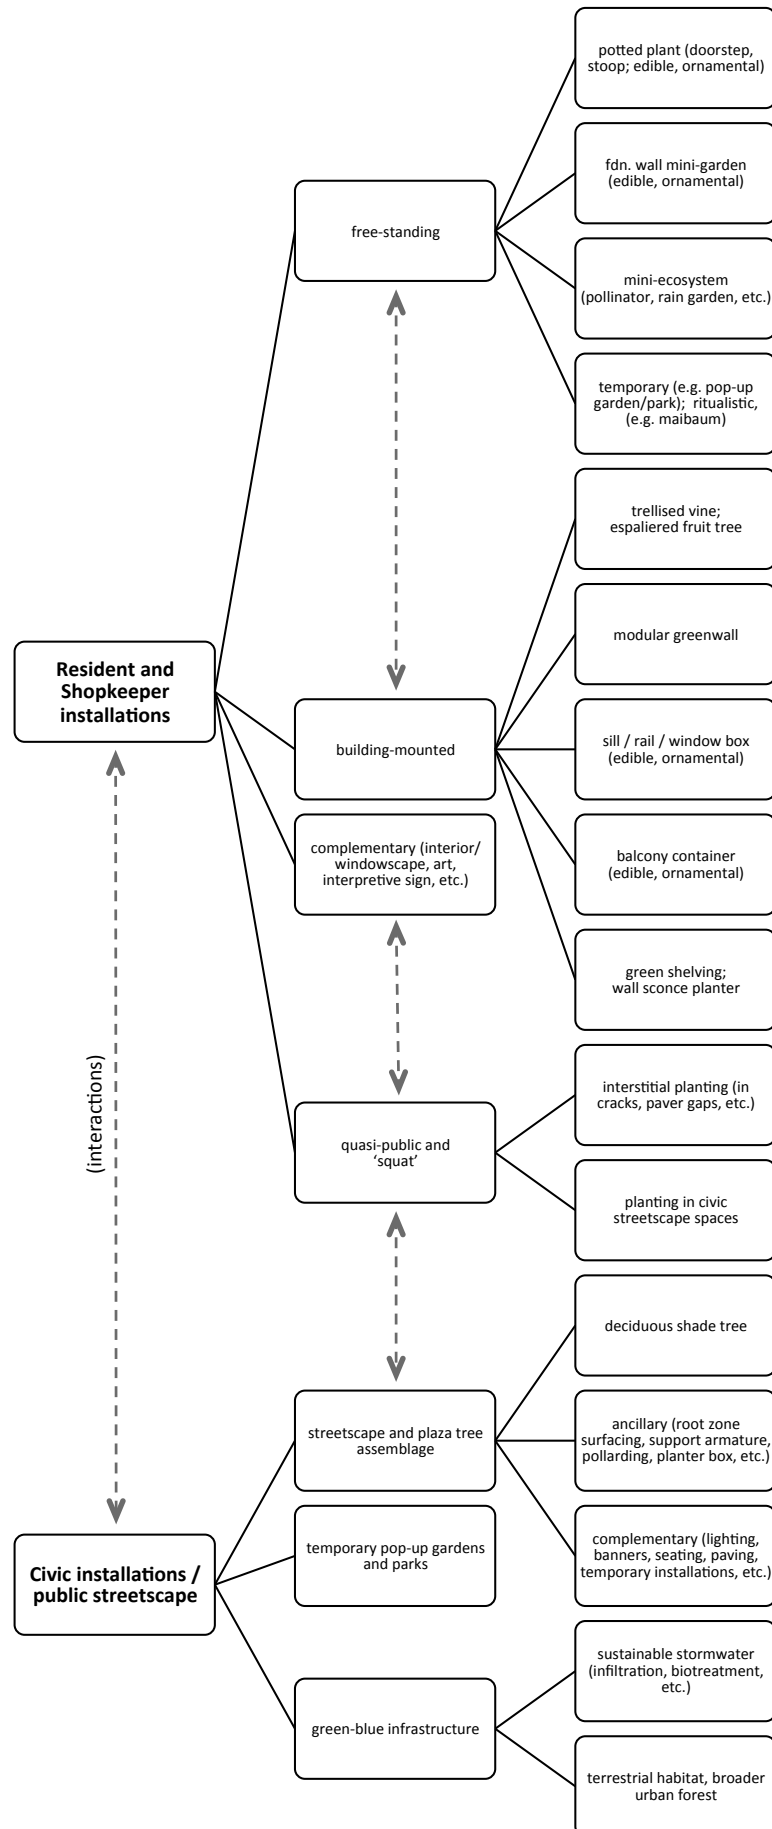 potted plant (doorstep,
stoop; edible, ornamental)
fdn. wall mini-garden
(edible, ornamental)
free-standing
mini-ecosystem
(pollinator, rain garden, etc.)
temporary (e.g. pop-up
garden/park);  ritualistic,
(e.g. maibaum)
trellised vine;
espaliered fruit tree
modular greenwall
Resident and
Shopkeeper
installations
building-mounted
sill / rail / window box
(edible, ornamental)
complementary (interior/
windowscape, art,
interpretive sign, etc.)
balcony container
(edible, ornamental)
green shelving;
wall sconce planter
(interactions)
interstitial planting (in
cracks, paver gaps, etc.)
quasi-public and
‘squat’
planting in civic
streetscape spaces
deciduous shade tree
streetscape and plaza tree
assemblage
ancillary (root zone
surfacing, support armature,
pollarding, planter box, etc.)
temporary pop-up gardens
and parks
complementary (lighting,
banners, seating, paving,
temporary installations, etc.)
Civic installations /
public streetscape
sustainable stormwater
(infiltration, biotreatment,
etc.)
green-blue infrastructure
terrestrial habitat, broader
urban forest